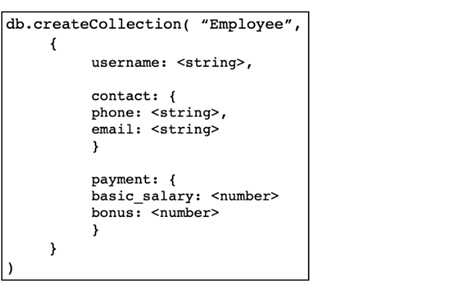 db.createCollection( “Employee”,
{
username: <string>,
contact: {
phone: <string>,
email: <string>
}
payment: {
basic_salary: <number>
bonus: <number>
}
}
)